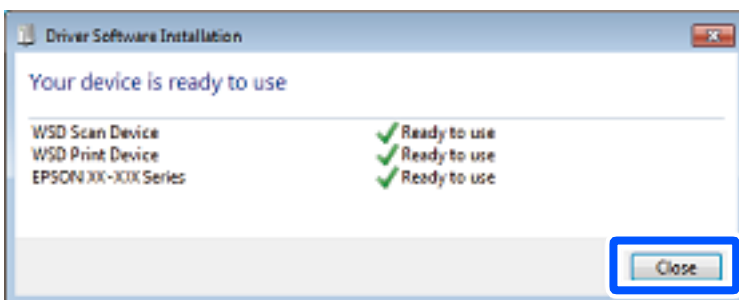 Driver Software Installation
Your device is ready to use
WSD Scan Device Ready to use
WSD Print Device Ready to use
EPSON XX-XXX Series Ready to use
Close